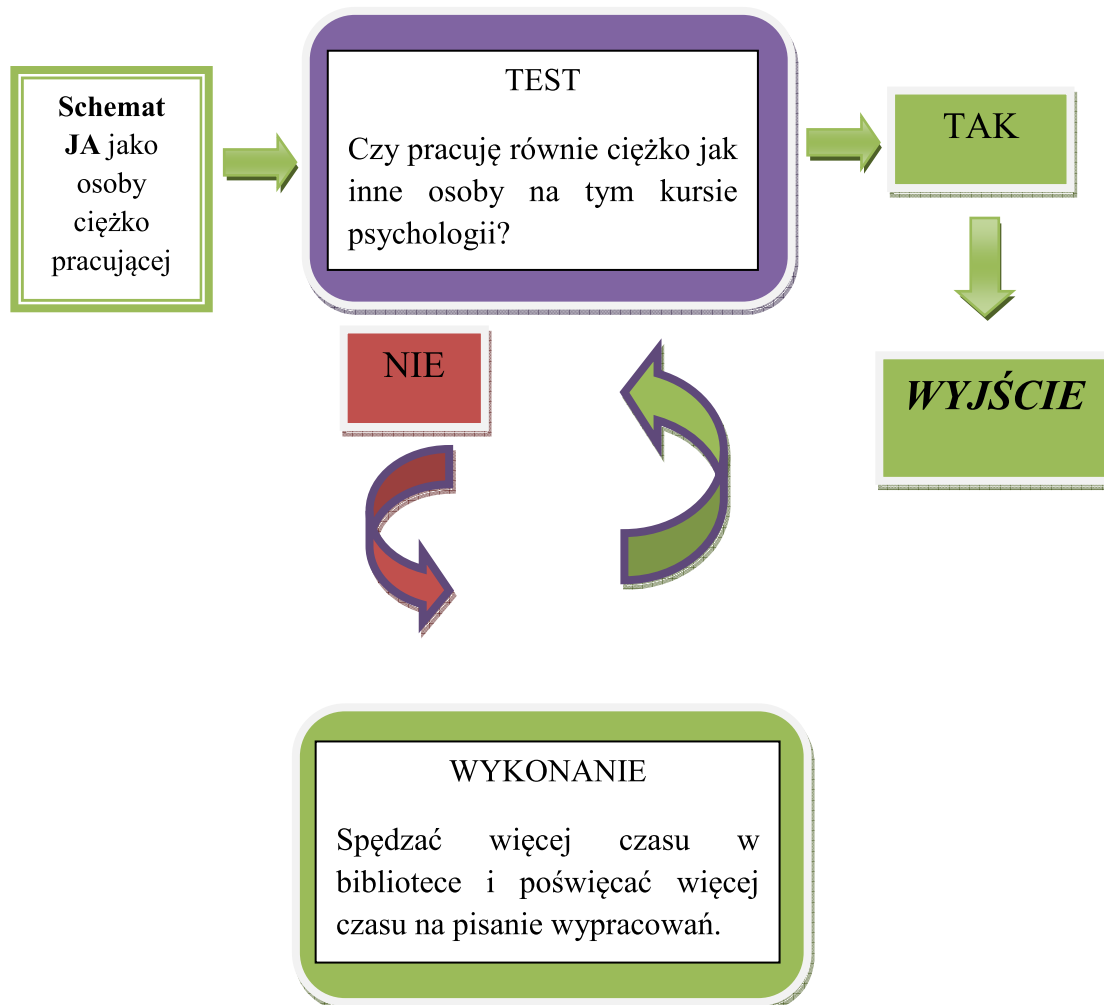 Schemat
JA jako
osoby
ciężko
pracującej
TEST
Czy pracuję równie ciężko jak
inne osoby na tym kursie
psychologii?
TAK
NIE
WYJŚCIE
WYKONANIE
Spędzać więcej czasu w
bibliotece i poświęcać więcej
czasu na pisanie wypracowań.